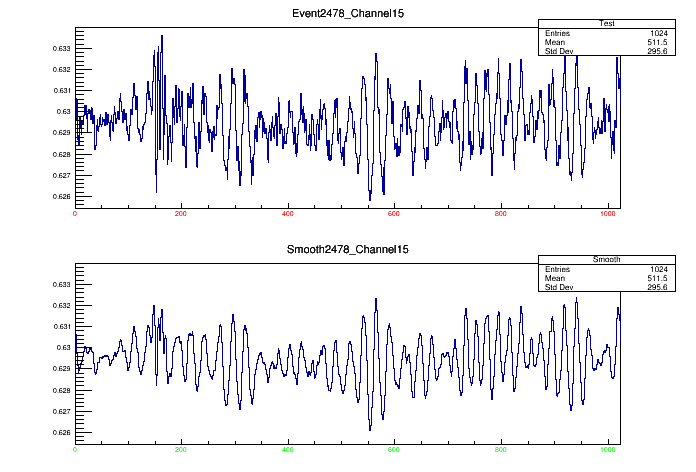 Event2478_Channel15
Test
Entries 1024
Mean 511.5
Std Dev 295.6
0.633
0.632
0.631
0.63
0.629
0.628
0.627
0.626
0 200 400 600 800 1000
Smooth2478_Channel15
Smooth
Entries 1024
Mean 511.5
Std Dev 295.6
0.633
0.632
0.631
0.63
0.629
0.628
0.627
0.626
0 200 400 600 800 1000